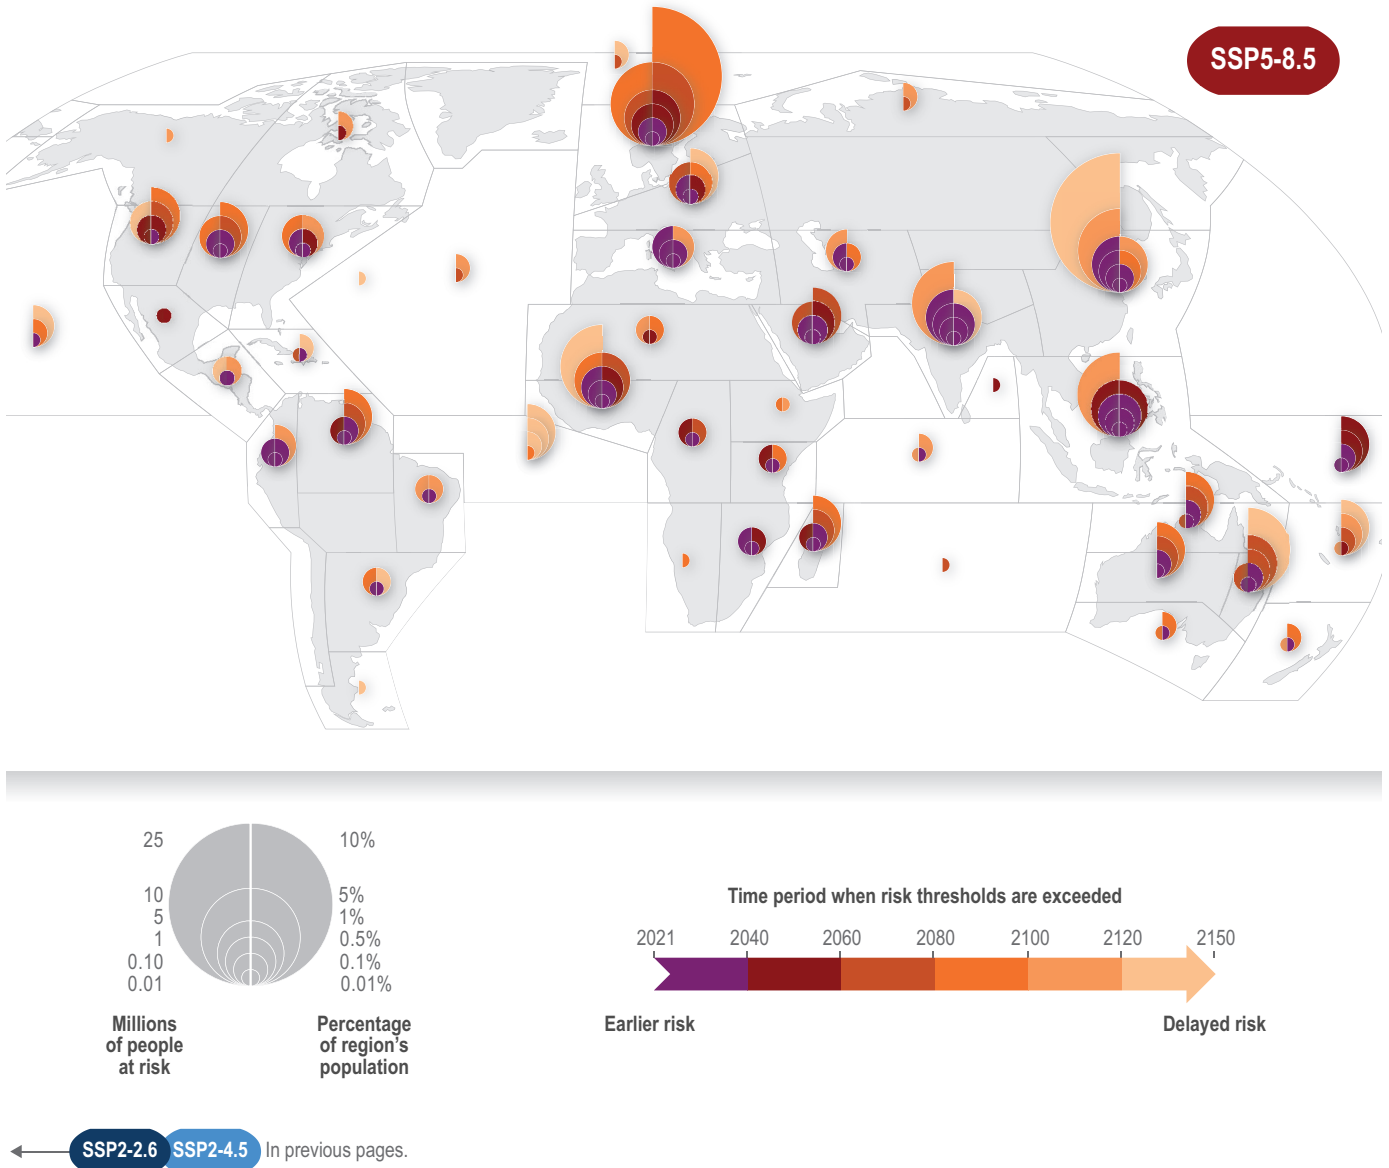 SSP5-8.5
25 10%
10 5%
5 1%
1 0.5%
0.10 0.1%
0.01 0.01%
Millions
of people
at risk
Percentage
of region's
population
Time period when risk thresholds are exceeded
2021 2040 2060 2080 2100 2120 2150
Earlier risk Delayed risk
SSP2-2.6 SSP2-4.5 In previous pages.